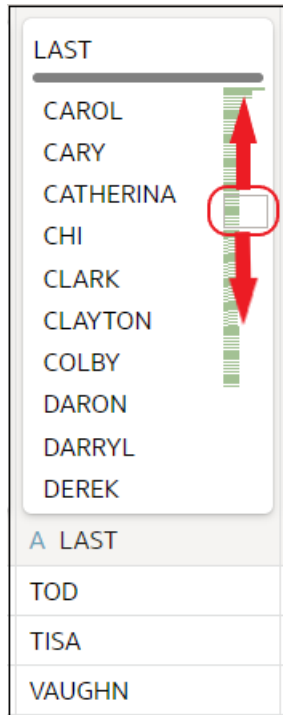 LAST
CAROL
CARY
CATHERINA
CHI
CLARK
CLAYTON
COLBY
DARON
DARRYL
DEREK
A LAST
TOD
TISA
VAUGHN